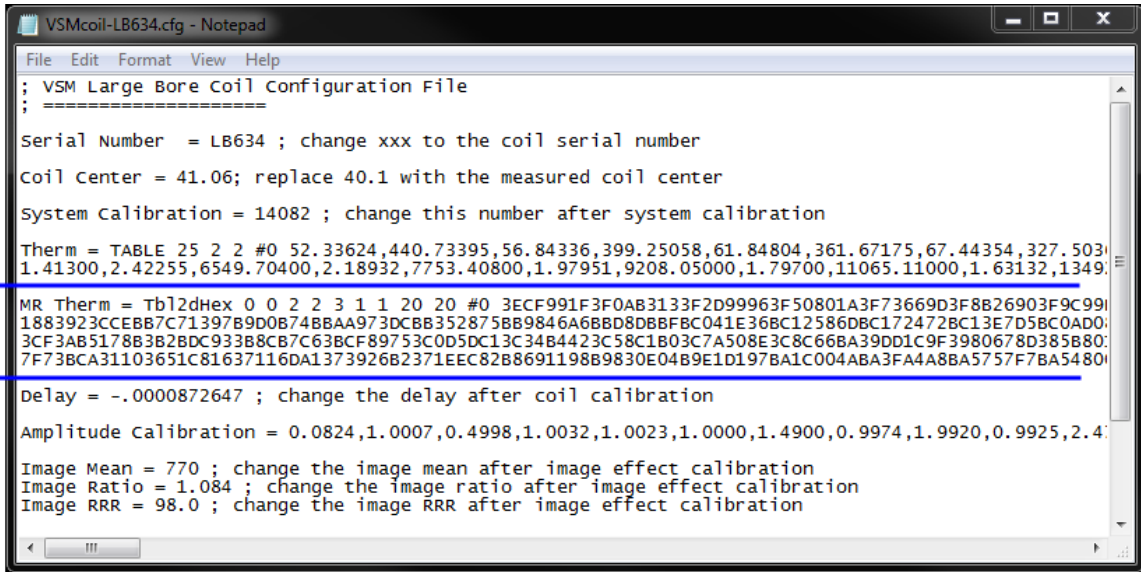 VSMcoil-LB634.cfg - Notepad
File Edit Format View Help
; VSM Large Bore Coil Configuration File
; ====================
Serial Number  = LB634 ; change xxx to the coil serial number
Coil Center = 41.06; replace 40.1 with the measured coil center
System Calibration = 14082 ; change this number after system calibration
Therm = TABLE 25 2 2 #0 52.33624,440.73395,56.84336,399.25058,61.84804,361.67175,67.44354,327.503
1.41300,2.42255,6549.70400,2.18932,7753.40800,1.97951,9208.05000,1.79700,11065.11000,1.63132,1349
MR Therm = Tbl2dHex 0 0 2 2 3 1 1 20 20 #0 3ECF991F3F0AB3133F2D99963F50801A3F73669D3F8B26903F9C99
1883923CCEBB7C71397B9D0B74BBAA973DCBB352875BB9846A6BBD8DBBFBC041E36BC12586DBC172472BC13E7D5BC0AD0
3CF3AB5178B3B2BDC933B8CB7C63BCF89753C0D5DC13C34B4423C58C1B03C7A508E3C8C66BA39DD1C9F3980678D385B80
7F73BCA31103651C81637116DA1373926B2371EEC82B8691198B9830E04B9E1D197BA1C004ABA3FA4A8BA5757F7BA5480
Delay = -.0000872647 ; change the delay after coil calibration
Amplitude Calibration = 0.0824,1.0007,0.4998,1.0032,1.0023,1.0000,1.4900,0.9974,1.9920,0.9925,2.4
Image Mean = 770 ; change the image mean after image effect calibration
Image Ratio = 1.084 ; change the image ratio after image effect calibration
Image RRR = 98.0 ; change the image RRR after image effect calibration